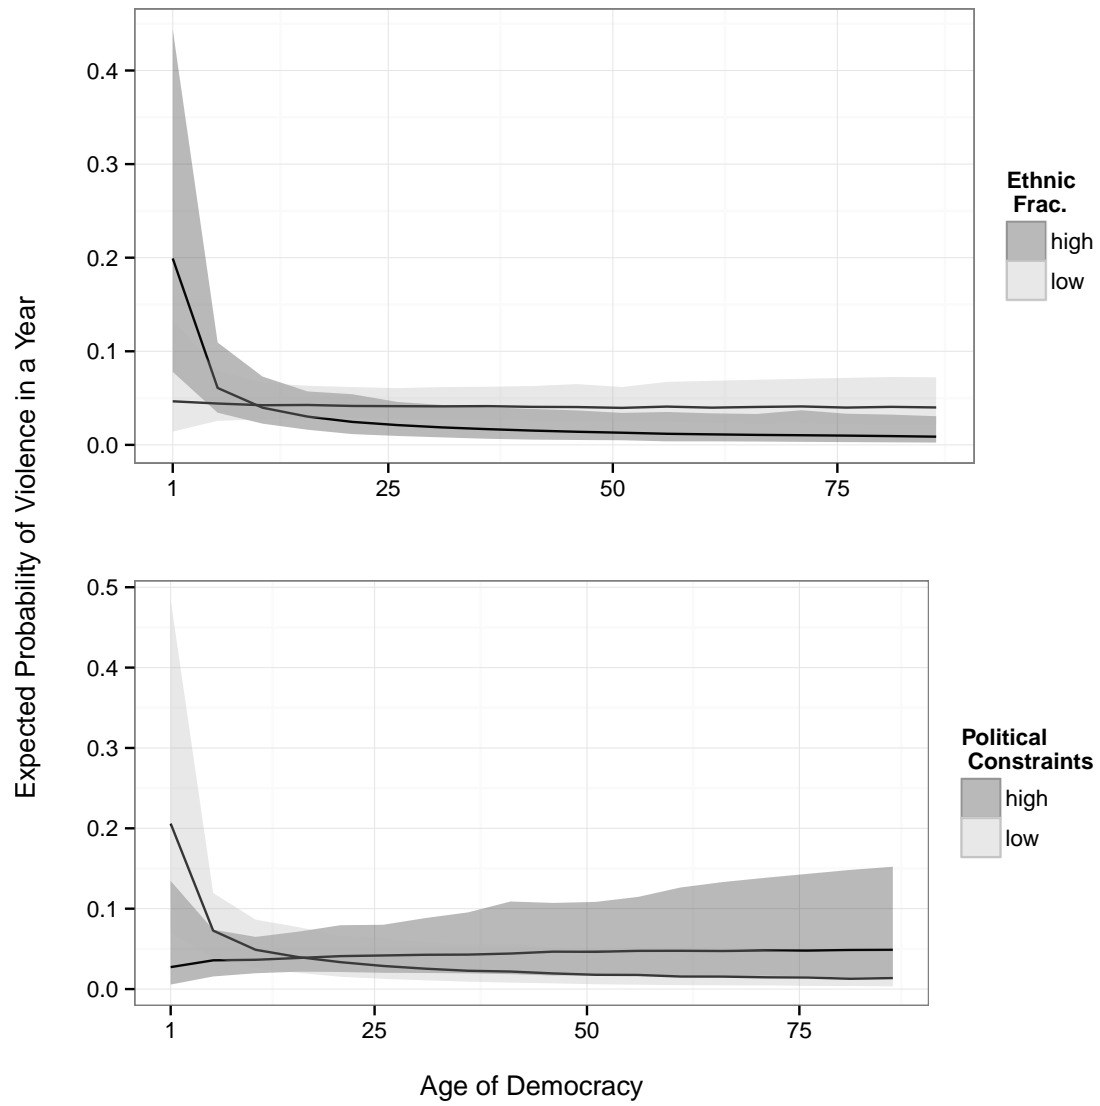 Expected Probability of Violence in a Year
0.4
0.3
0.2
0.1
0.0
1
25
50
75
Ethnic
Frac.
high
low
0.5
0.4
0.3
0.2
0.1
0.0
1
25
50
75
Political
Constraints
high
low
Age of Democracy